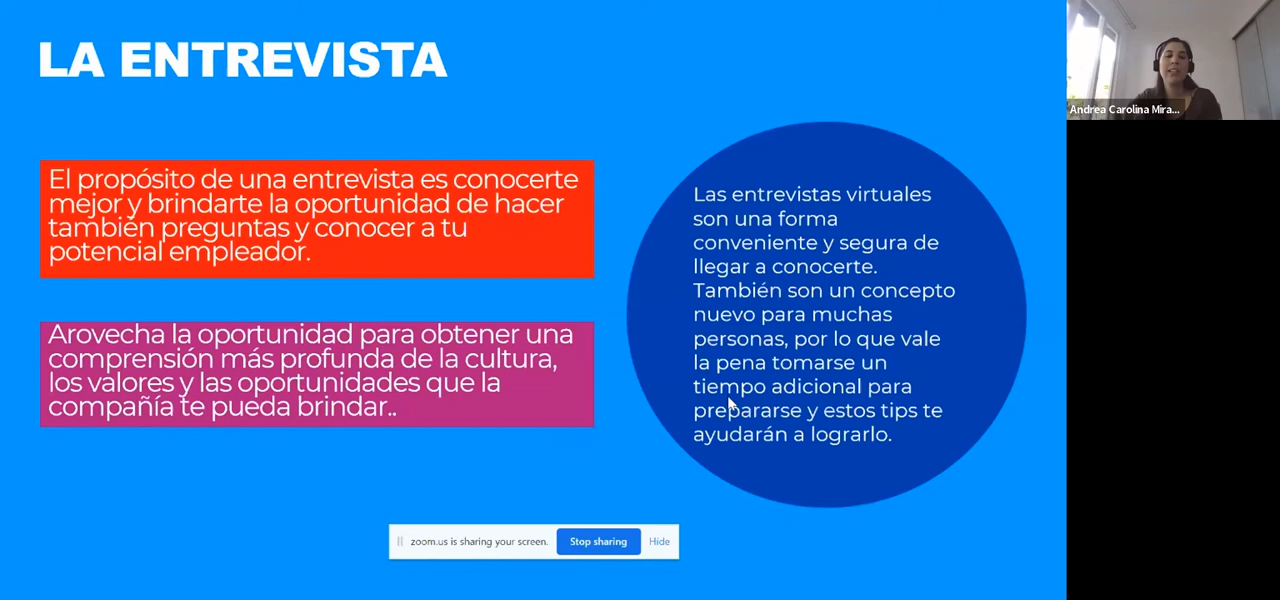 LA ENTREVISTA
El propósito de una entrevista es conocerte
mejor y brindarte la oportunidad de hacer
también preguntas y conocer a tu
potencial empleador.
Arovecha la oportunidad para obtener una
comprensión más profunda de la cultura,
los valores y las oportunidades que la
compañía te pueda brindar..
Las entrevistas virtuales
son una forma
conveniente y segura de
llegar a conocerte.
También son un concepto
nuevo para muchas
personas, por lo que vale
la pena tomarse un
tiempo adicional para
prepararse y estos tips te
ayudarán a lograrlo.
zoom.us is sharing your screen. Stop sharing Hide
Andrea Carolina Mira...